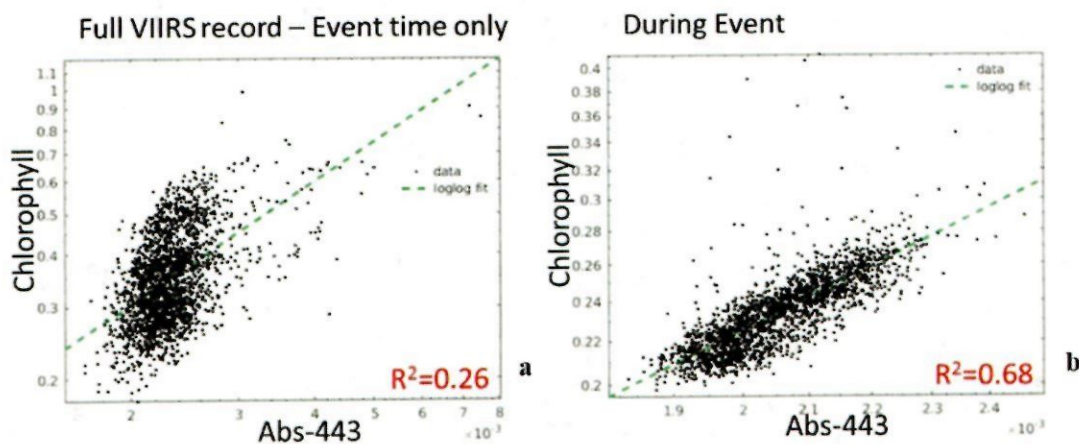 Full VIIRS record – Event time only
During Event
1.1
1
0.9
0.8
0.7
0.6
0.5
0.4
0.3
0.2
Chlorophyll
data
loglog fit
R²=0.26
a
2
3
4
5
6
7
8
Abs-443
×10⁻³
0.4
0.38
0.36
0.34
0.32
0.3
0.28
0.26
0.24
0.22
0.2
Chlorophyll
data
loglog fit
R²=0.68
b
1.9
2
2.1
2.2
2.3
2.4
Abs-443
×10⁻³